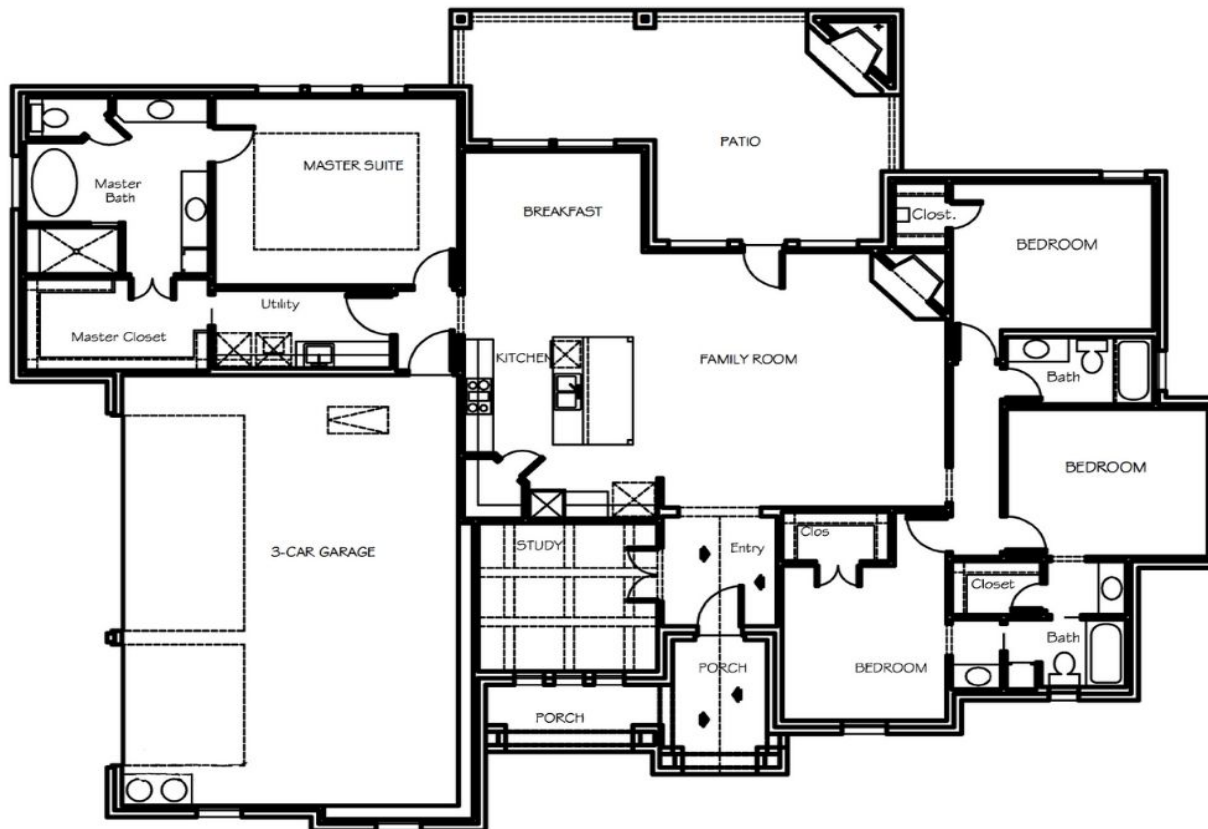 PATIO
MASTER SUITE
Master
Bath
BREAKFAST
Clost.
BEDROOM
Utility
Master Closet
KITCHEN
FAMILY ROOM
Bath
BEDROOM
3-CAR GARAGE
STUDY
Entry
Clos
Closet
Bath
PORCH
BEDROOM
PORCH